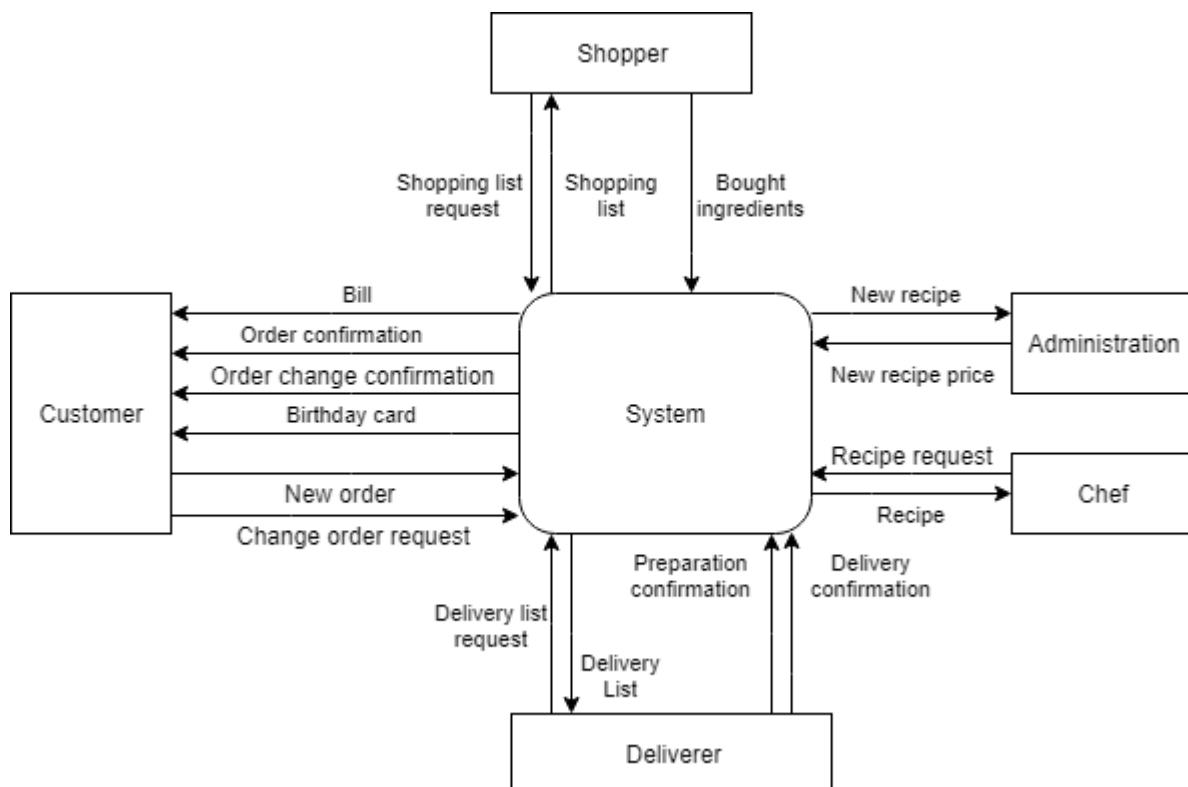 Shopper
Shopping list
request
Shopping
list
Bought
ingredients
Bill
Order confirmation
Order change confirmation
Birthday card
Customer
New order
Change order request
System
New recipe
Administration
New recipe price
Recipe request
Chef
Recipe
Delivery list
request
Delivery
List
Preparation
confirmation
Delivery
confirmation
Deliverer